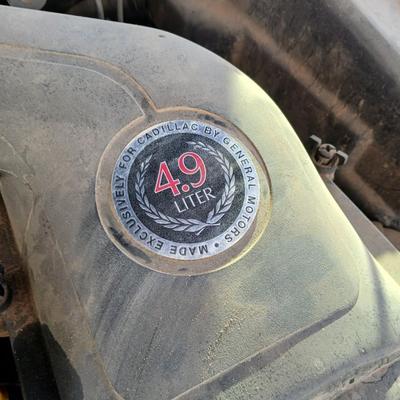 MADE EXCLUSIVELY FOR CADILLAC BY GENERAL MOTORS •
4.9
LITER